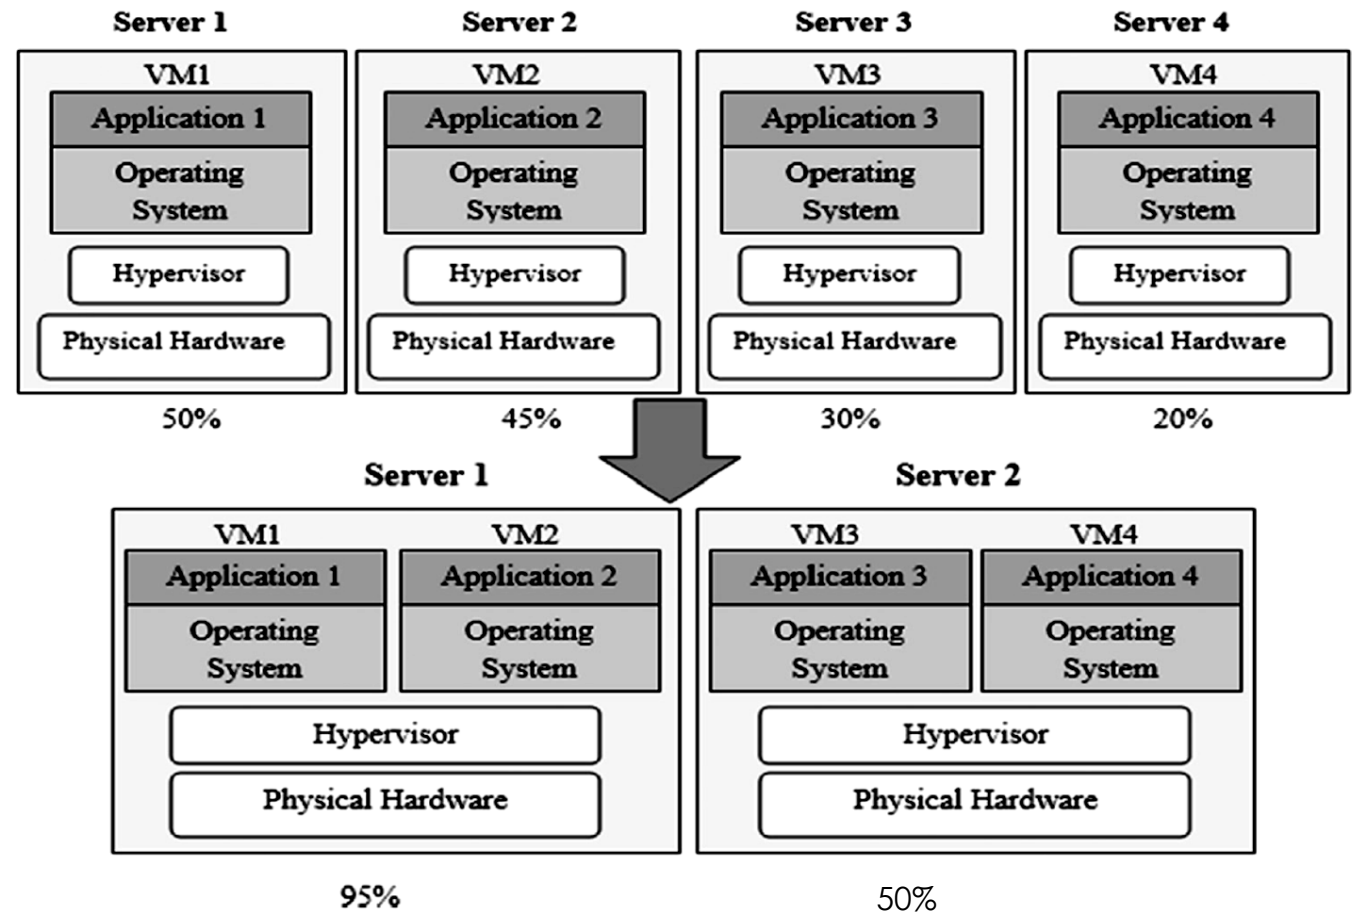 Server 1 Server 2 Server 3 Server 4
VM1 VM2 VM3 VM4
Application 1 Application 2 Application 3 Application 4
Operating Operating Operating Operating
System System System System
Hypervisor Hypervisor Hypervisor Hypervisor
Physical Hardware Physical Hardware Physical Hardware Physical Hardware
50% 45% 30% 20%
Server 1 Server 2
VM1 VM2 VM3 VM4
Application 1 Application 2 Application 3 Application 4
Operating Operating Operating Operating
System System System System
Hypervisor Hypervisor
Physical Hardware Physical Hardware
95% 50%